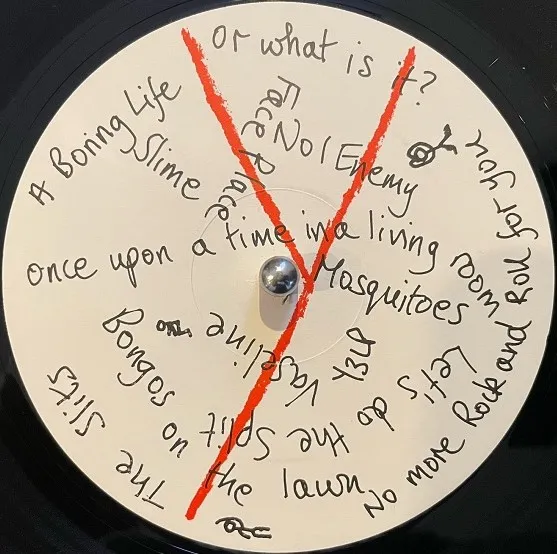 Or what is it?
A Boring Life
Slime
Face Place
No1 Enemy
once upon a time in a living room
Mosquitoes
No more Rock and Roll for you
Vaseline
Let's do the Split
Bongos on the lawn
The Slits